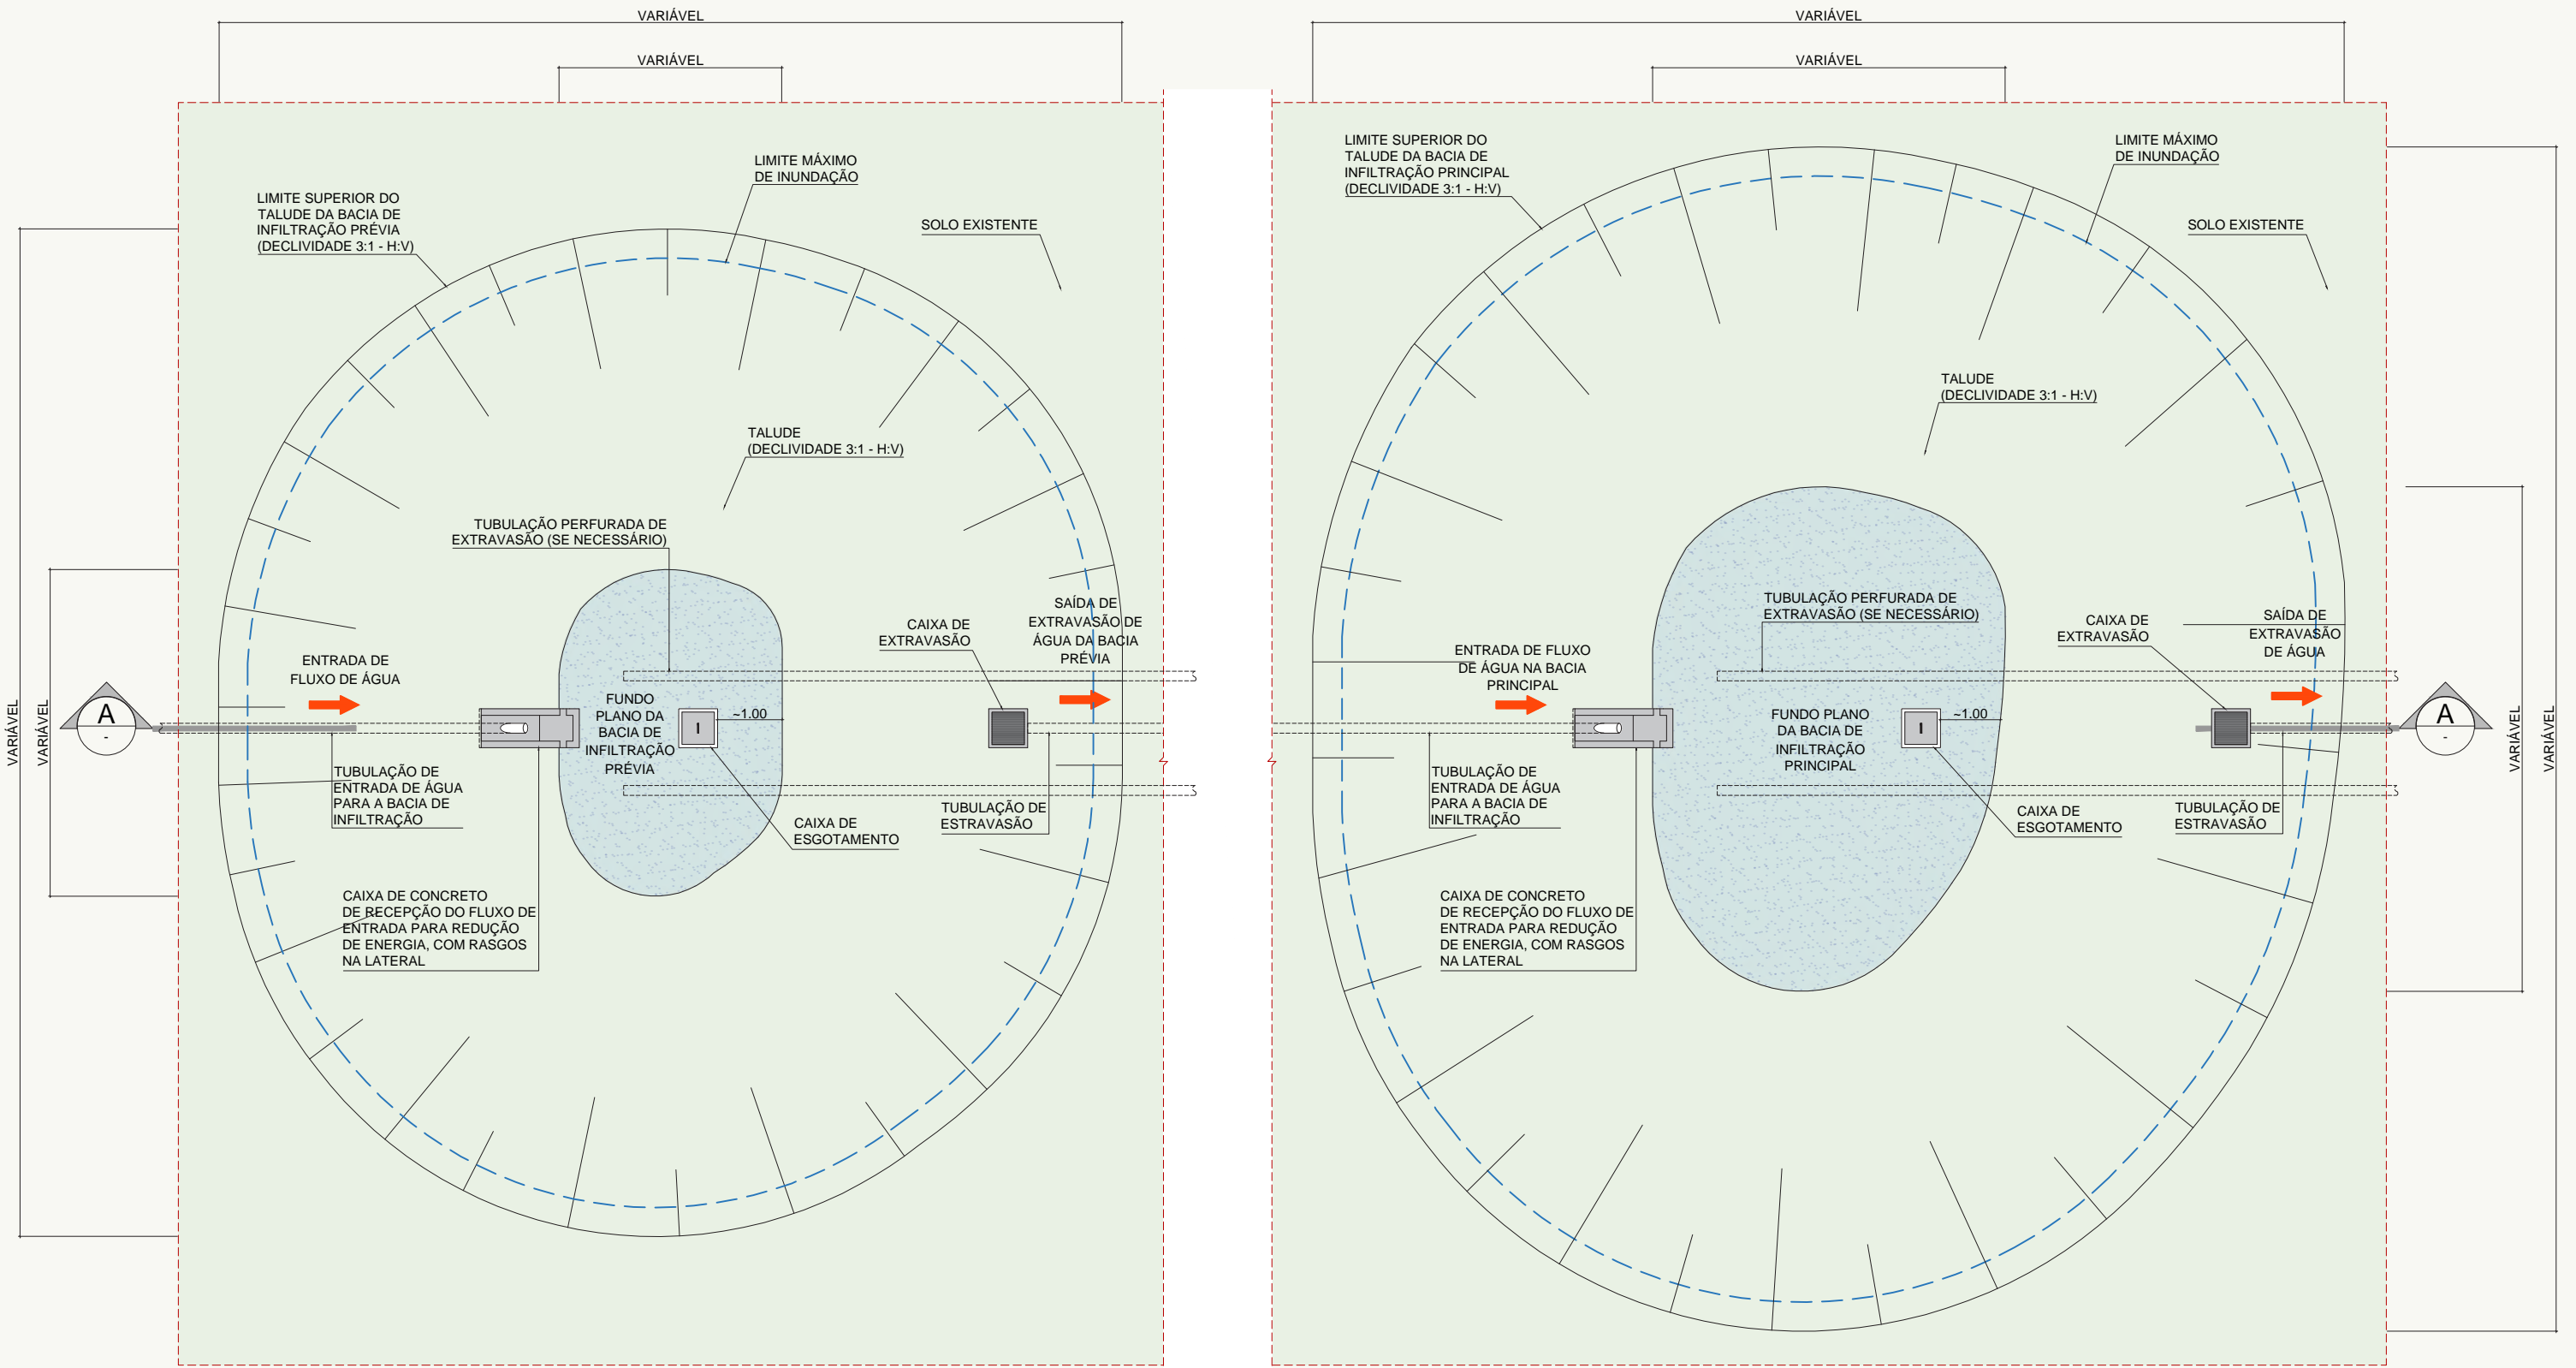 VARIÁVEL
VARIÁVEL
VARIÁVEL
VARIÁVEL
LIMITE MÁXIMO
DE INUNDAÇÃO
LIMITE SUPERIOR DO
TALUDE DA BACIA DE
INFILTRAÇÃO PRÉVIA
(DECLIVIDADE 3:1 - H:V)
SOLO EXISTENTE
TALUDE
(DECLIVIDADE 3:1 - H:V)
TUBULAÇÃO PERFURADA DE
EXTRAVASÃO (SE NECESSÁRIO)
CAIXA DE
EXTRAVASÃO
SAÍDA DE
EXTRAVASÃO DE
ÁGUA DA BACIA
PRÉVIA
ENTRADA DE
FLUXO DE ÁGUA
FUNDO
PLANO DA
BACIA DE
INFILTRAÇÃO
PRÉVIA
I
~1.00
A
-
VARIÁVEL
VARIÁVEL
TUBULAÇÃO DE
ENTRADA DE ÁGUA
PARA A BACIA DE
INFILTRAÇÃO
CAIXA DE
ESGOTAMENTO
TUBULAÇÃO DE
ESTRAVASÃO
CAIXA DE CONCRETO
DE RECEPÇÃO DO FLUXO DE
ENTRADA PARA REDUÇÃO
DE ENERGIA, COM RASGOS
NA LATERAL
LIMITE SUPERIOR DO
TALUDE DA BACIA DE
INFILTRAÇÃO PRINCIPAL
(DECLIVIDADE 3:1 - H:V)
LIMITE MÁXIMO
DE INUNDAÇÃO
SOLO EXISTENTE
TALUDE
(DECLIVIDADE 3:1 - H:V)
TUBULAÇÃO PERFURADA DE
EXTRAVASÃO (SE NECESSÁRIO)
CAIXA DE
EXTRAVASÃO
SAÍDA DE
EXTRAVASÃO
DE ÁGUA
ENTRADA DE FLUXO
DE ÁGUA NA BACIA
PRINCIPAL
FUNDO PLANO
DA BACIA DE
INFILTRAÇÃO
PRINCIPAL
I
~1.00
A
-
VARIÁVEL
VARIÁVEL
TUBULAÇÃO DE
ENTRADA DE ÁGUA
PARA A BACIA DE
INFILTRAÇÃO
CAIXA DE
ESGOTAMENTO
TUBULAÇÃO DE
ESTRAVASÃO
CAIXA DE CONCRETO
DE RECEPÇÃO DO FLUXO DE
ENTRADA PARA REDUÇÃO
DE ENERGIA, COM RASGOS
NA LATERAL